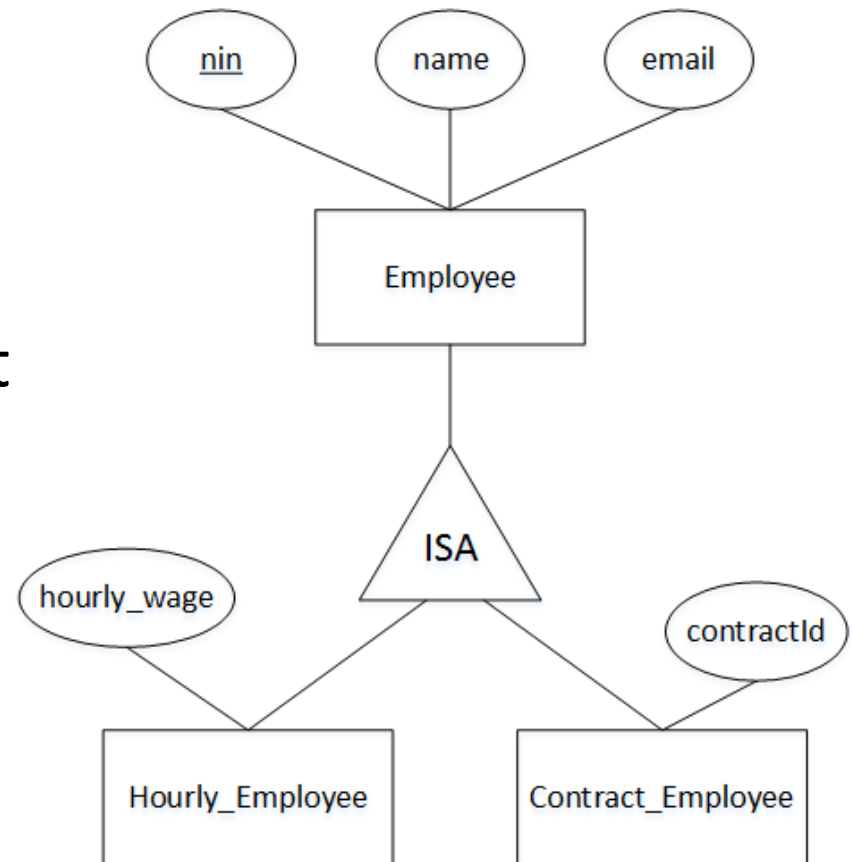 nin
name
email
Employee
t
ISA
hourly_wage
contractId
Hourly_Employee
Contract_Employee